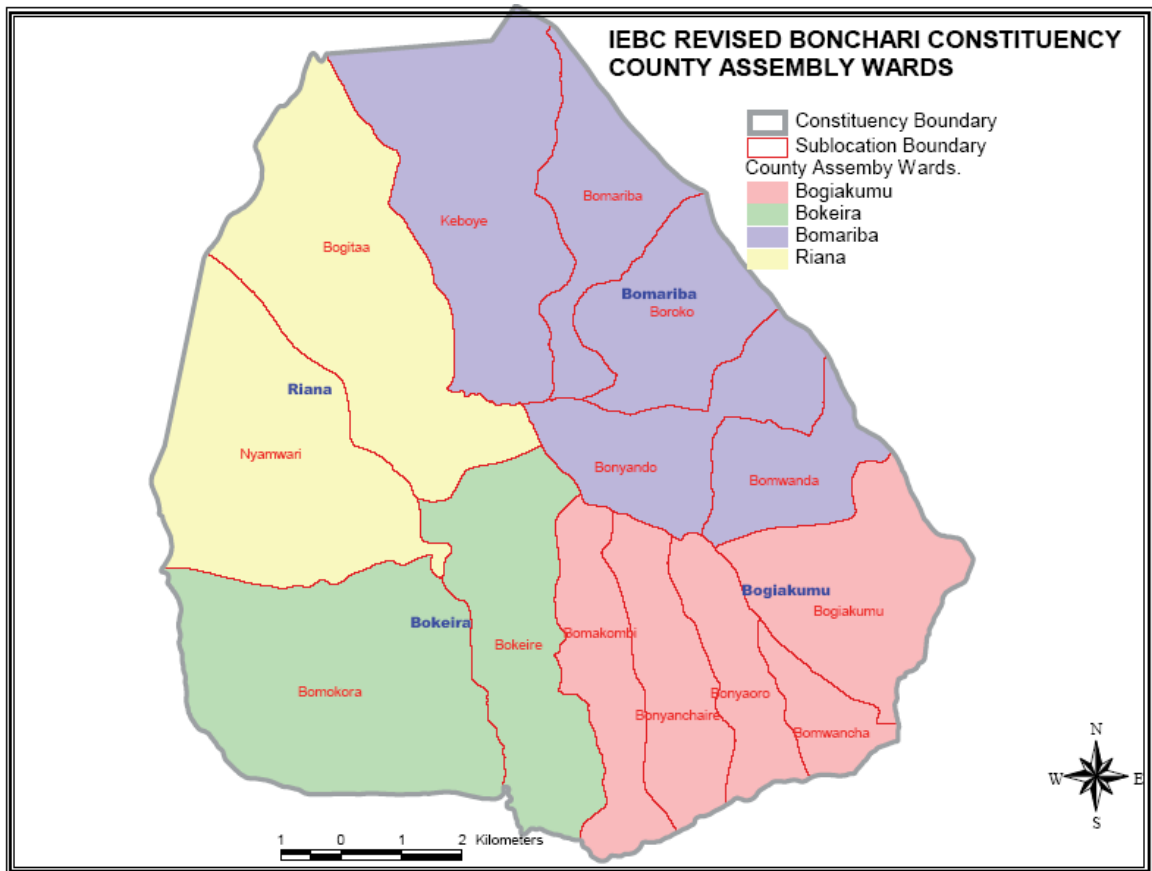 IEBC REVISED BONCHARI CONSTITUENCY
COUNTY ASSEMBLY WARDS
Constituency Boundary
Sublocation Boundary
County Assemby Wards.
Bogiakumu
Bokeira
Bomariba
Riana
Bomariba
Keboye
Bogitaa
Bomariba
Boroko
Riana
Nyamwari
Bonyando
Bomwanda
Bogiakumu
Bogiakumu
Bokeira
Bomakombi
Bokeire
Bomokora
Bonyaoro
Bonyanchaire
Bomwancha
N
W E
S
1 0 1 2 Kilometers